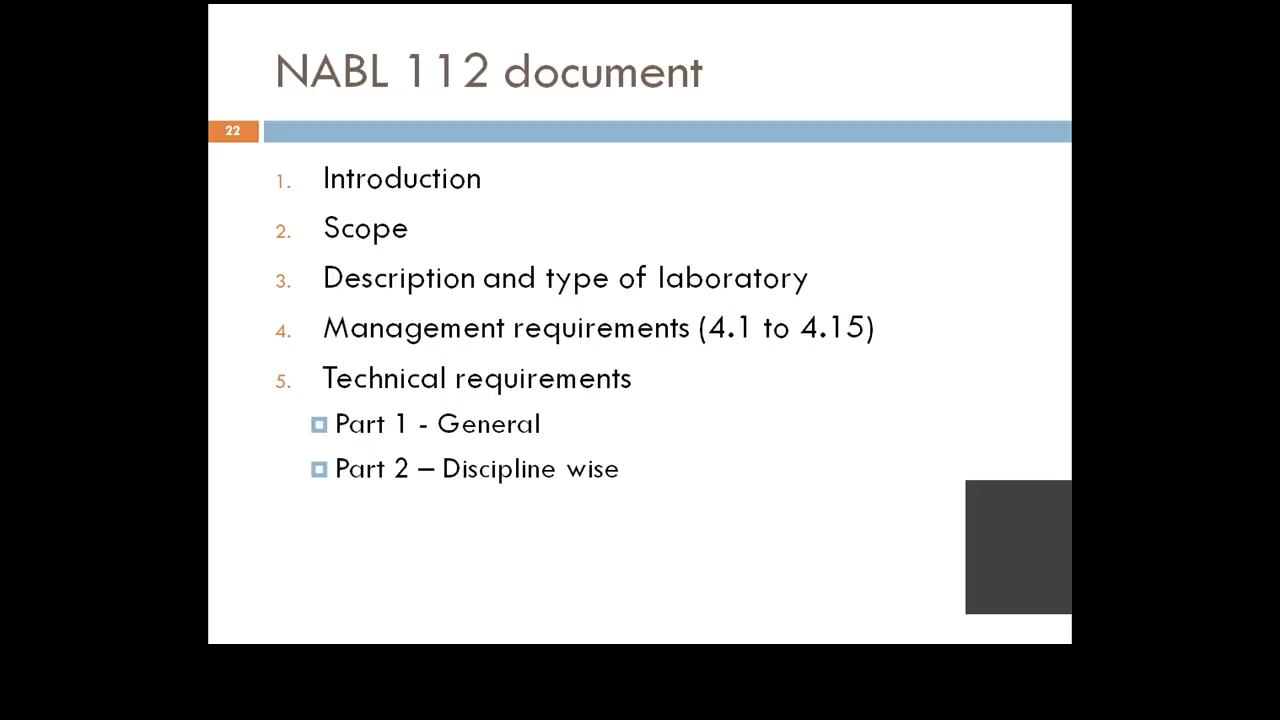 NABL 112 document
22
1. Introduction
2. Scope
3. Description and type of laboratory
4. Management requirements (4.1 to 4.15)
5. Technical requirements
Part 1 - General
Part 2 – Discipline wise